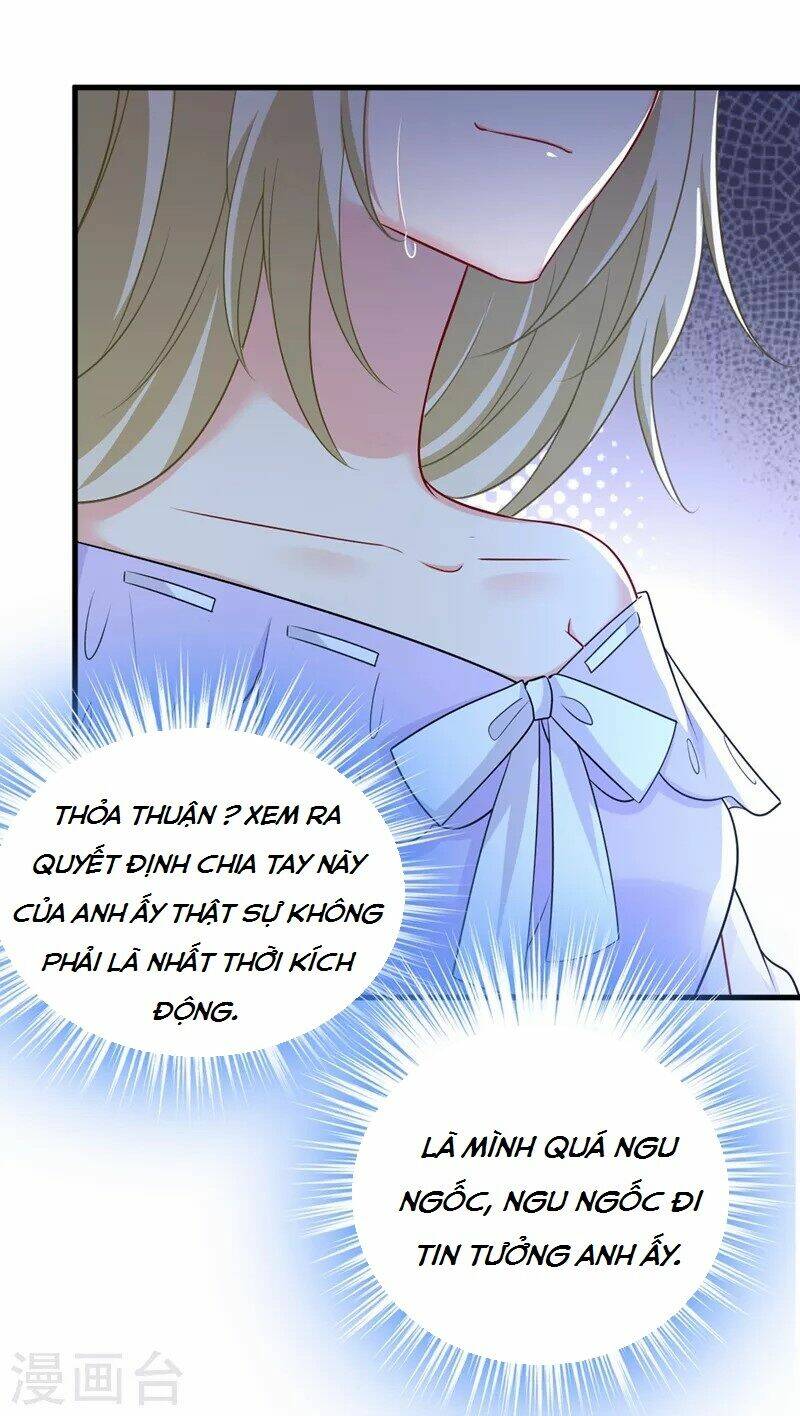 THỎA THUẬN ? XEM RA
QUYẾT ĐỊNH CHIA TAY NÀY
CỦA ANH ẤY THẬT SỰ KHÔNG
PHẢI LÀ NHẤT THỜI KÍCH
ĐỘNG.
LÀ MÌNH QUÁ NGU
NGỐC, NGU NGỐC ĐI
TIN TƯỞNG ANH ẤY.
漫画台